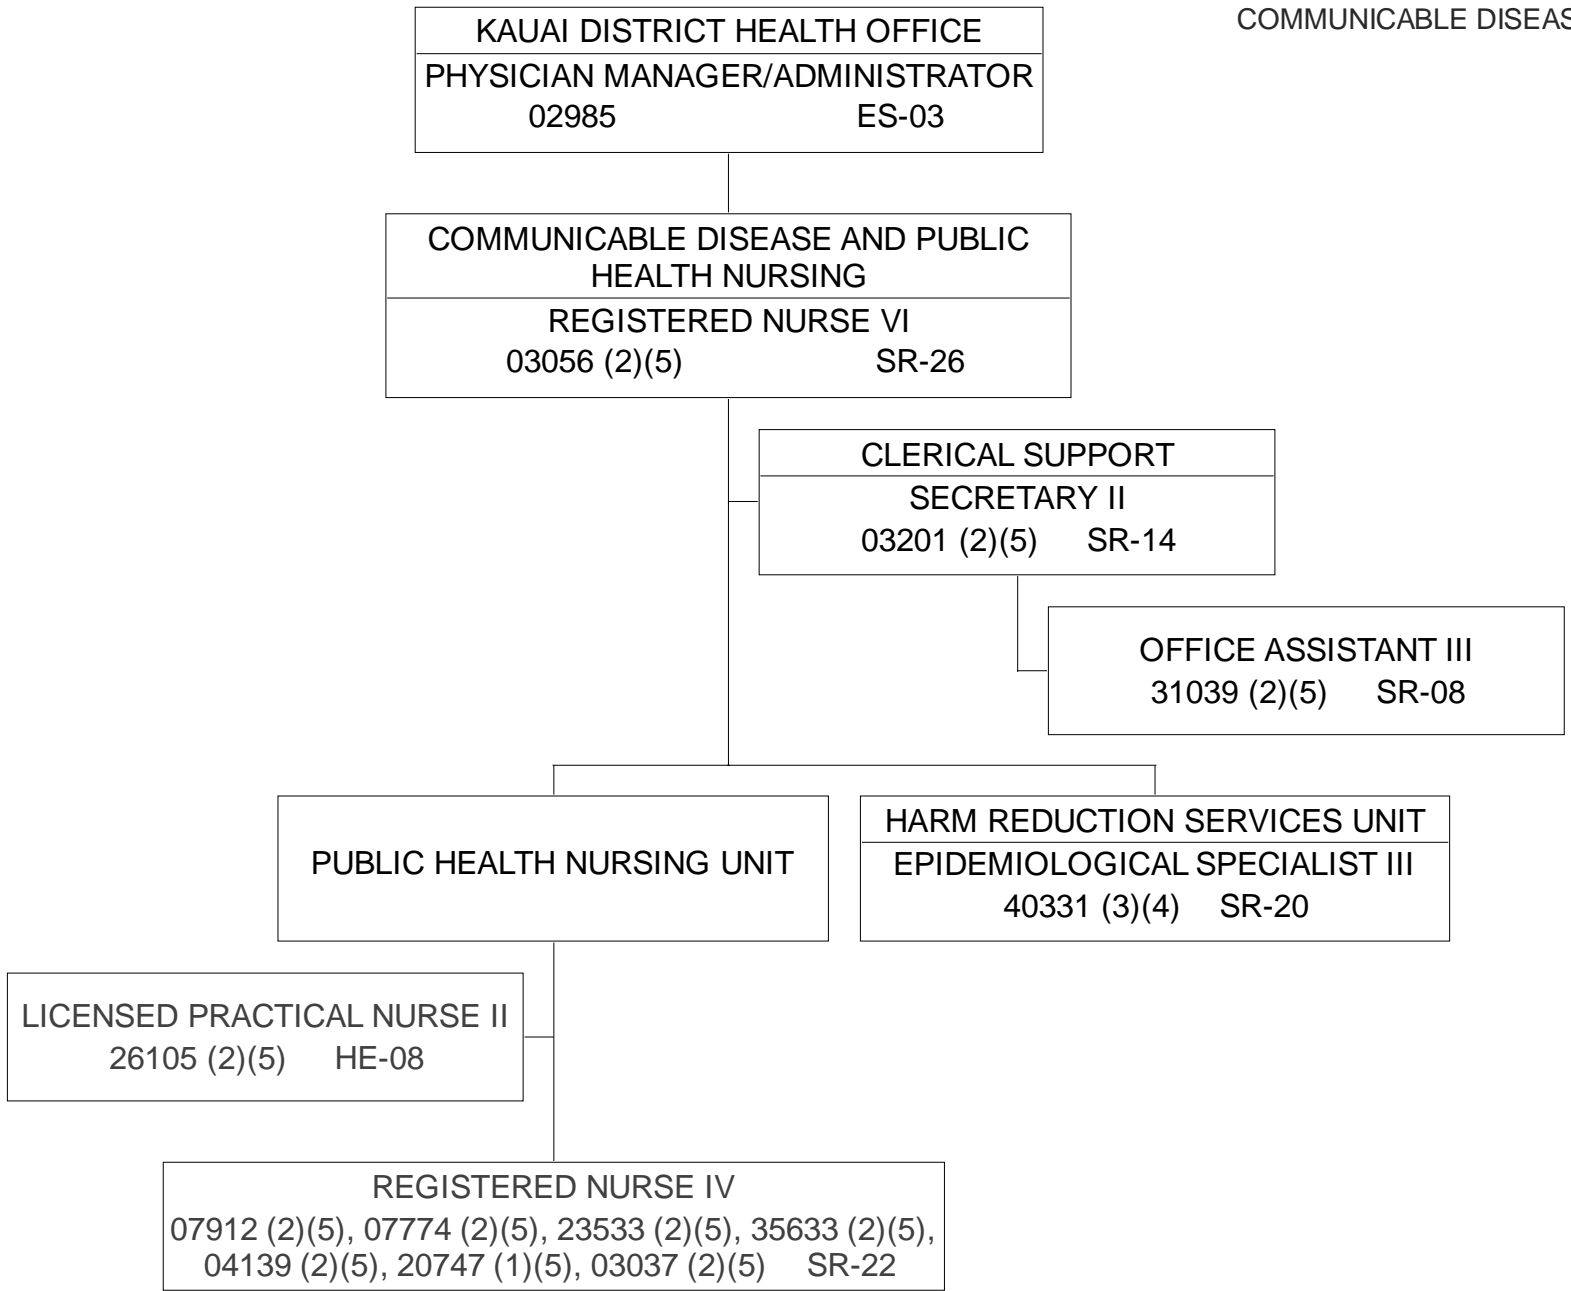 COMMUNICABLE DISEAS
KAUAI DISTRICT HEALTH OFFICE
PHYSICIAN MANAGER/ADMINISTRATOR
02985 ES-03
COMMUNICABLE DISEASE AND PUBLIC
HEALTH NURSING
REGISTERED NURSE VI
03056 (2)(5) SR-26
CLERICAL SUPPORT
SECRETARY II
03201 (2)(5) SR-14
OFFICE ASSISTANT III
31039 (2)(5) SR-08
PUBLIC HEALTH NURSING UNIT
HARM REDUCTION SERVICES UNIT
EPIDEMIOLOGICAL SPECIALIST III
40331 (3)(4) SR-20
LICENSED PRACTICAL NURSE II
26105 (2)(5) HE-08
REGISTERED NURSE IV
07912 (2)(5), 07774 (2)(5), 23533 (2)(5), 35633 (2)(5),
04139 (2)(5), 20747 (1)(5), 03037 (2)(5) SR-22